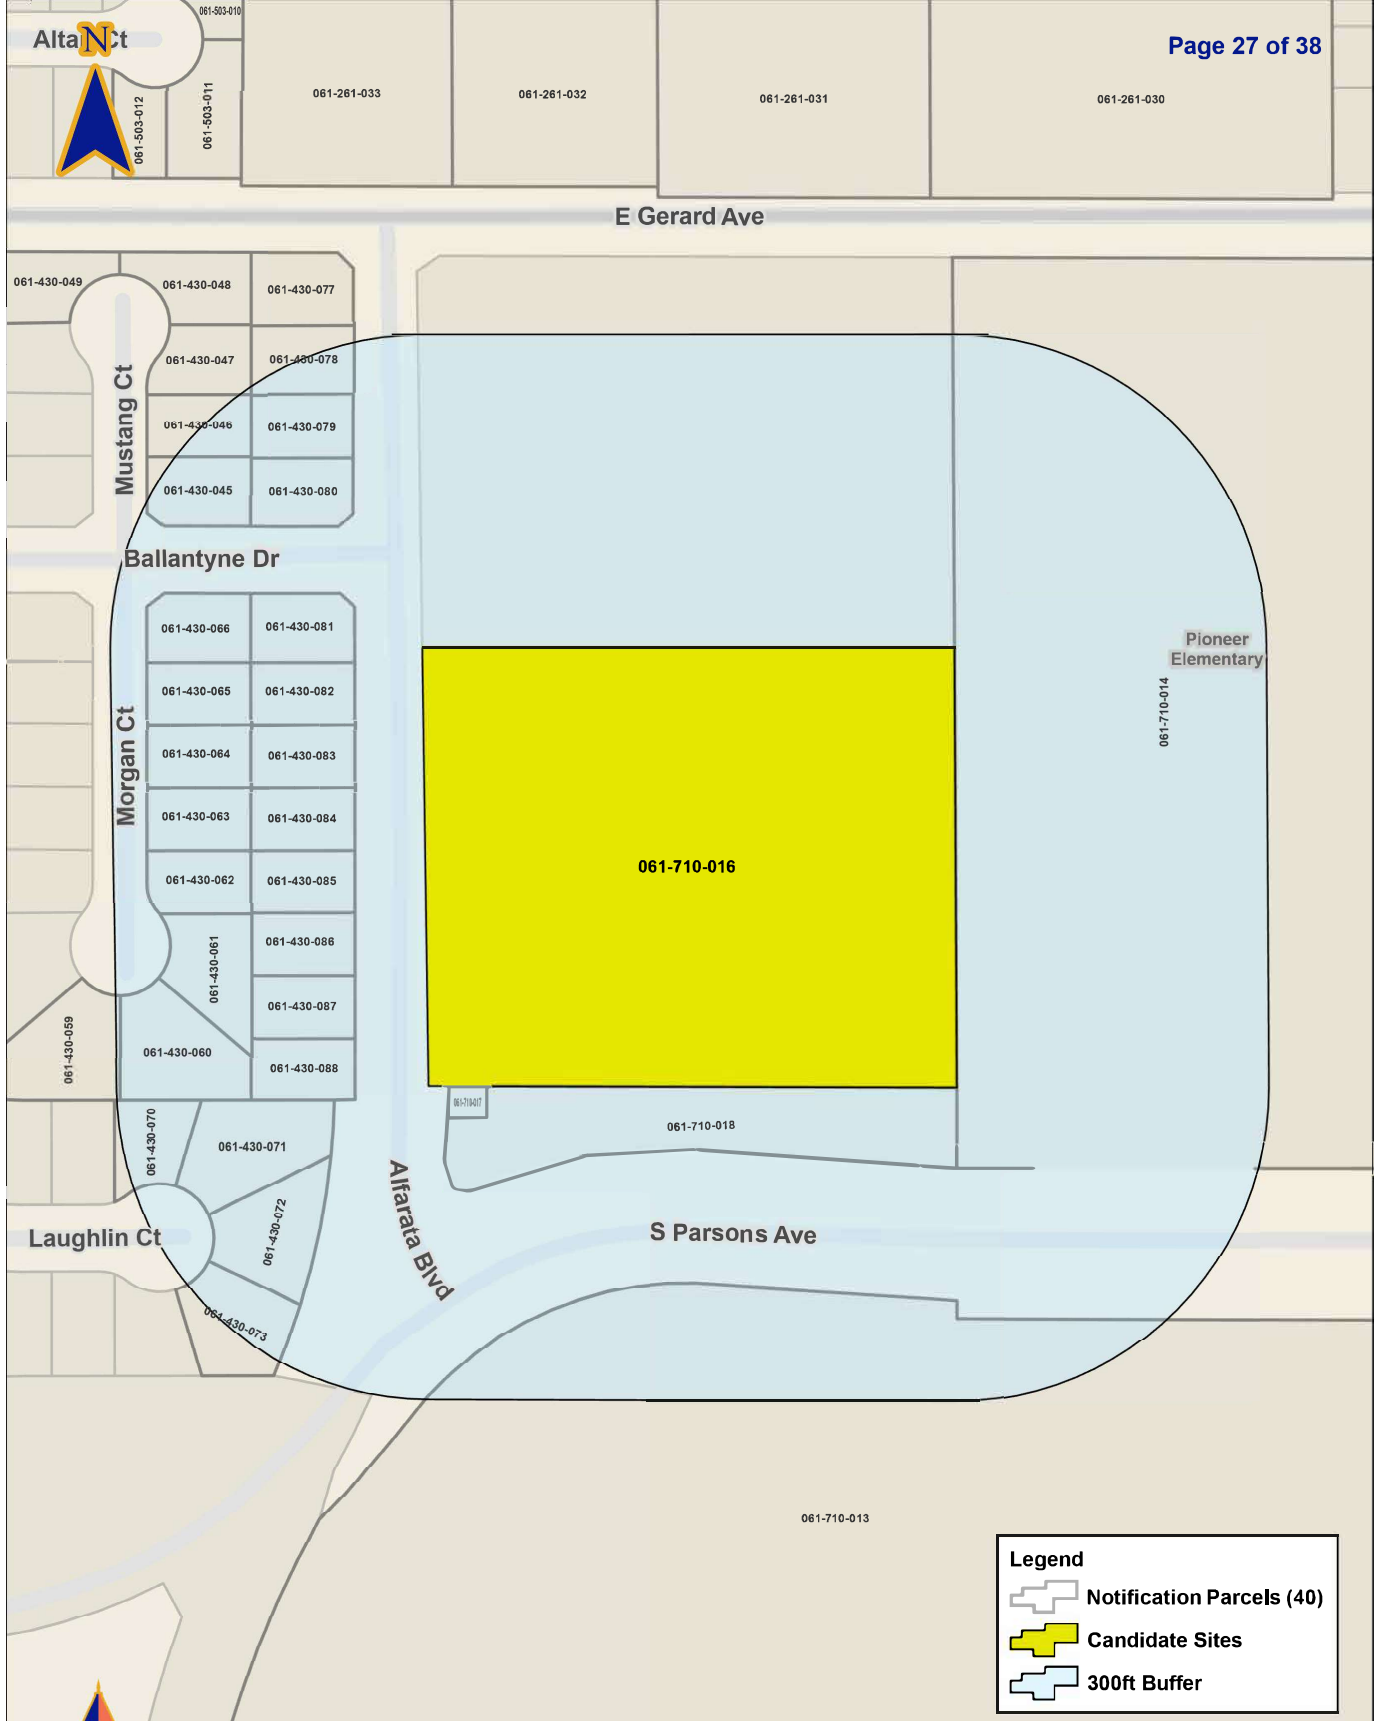 061-503-010
Altar Ct
N
Page 27 of 38
061-503-012
061-503-011
061-261-033
061-261-032
061-261-031
061-261-030
E Gerard Ave
061-430-049
061-430-048
061-430-077
061-430-047
061-430-078
Mustang Ct
061-430-046
061-430-079
061-430-045
061-430-080
Ballantyne Dr
061-430-066
061-430-081
Pioneer
Elementary
061-430-065
061-430-082
061-710-014
Morgan Ct
061-430-064
061-430-083
061-430-063
061-430-084
061-710-016
061-430-062
061-430-085
061-430-061
061-430-086
061-430-087
061-430-059
061-430-060
061-430-088
061-710-017
061-430-070
061-430-071
061-710-018
061-430-072
Alfarata Blvd
Laughlin Ct
S Parsons Ave
061-430-073
061-710-013
Legend
Notification Parcels (40)
Candidate Sites
300ft Buffer